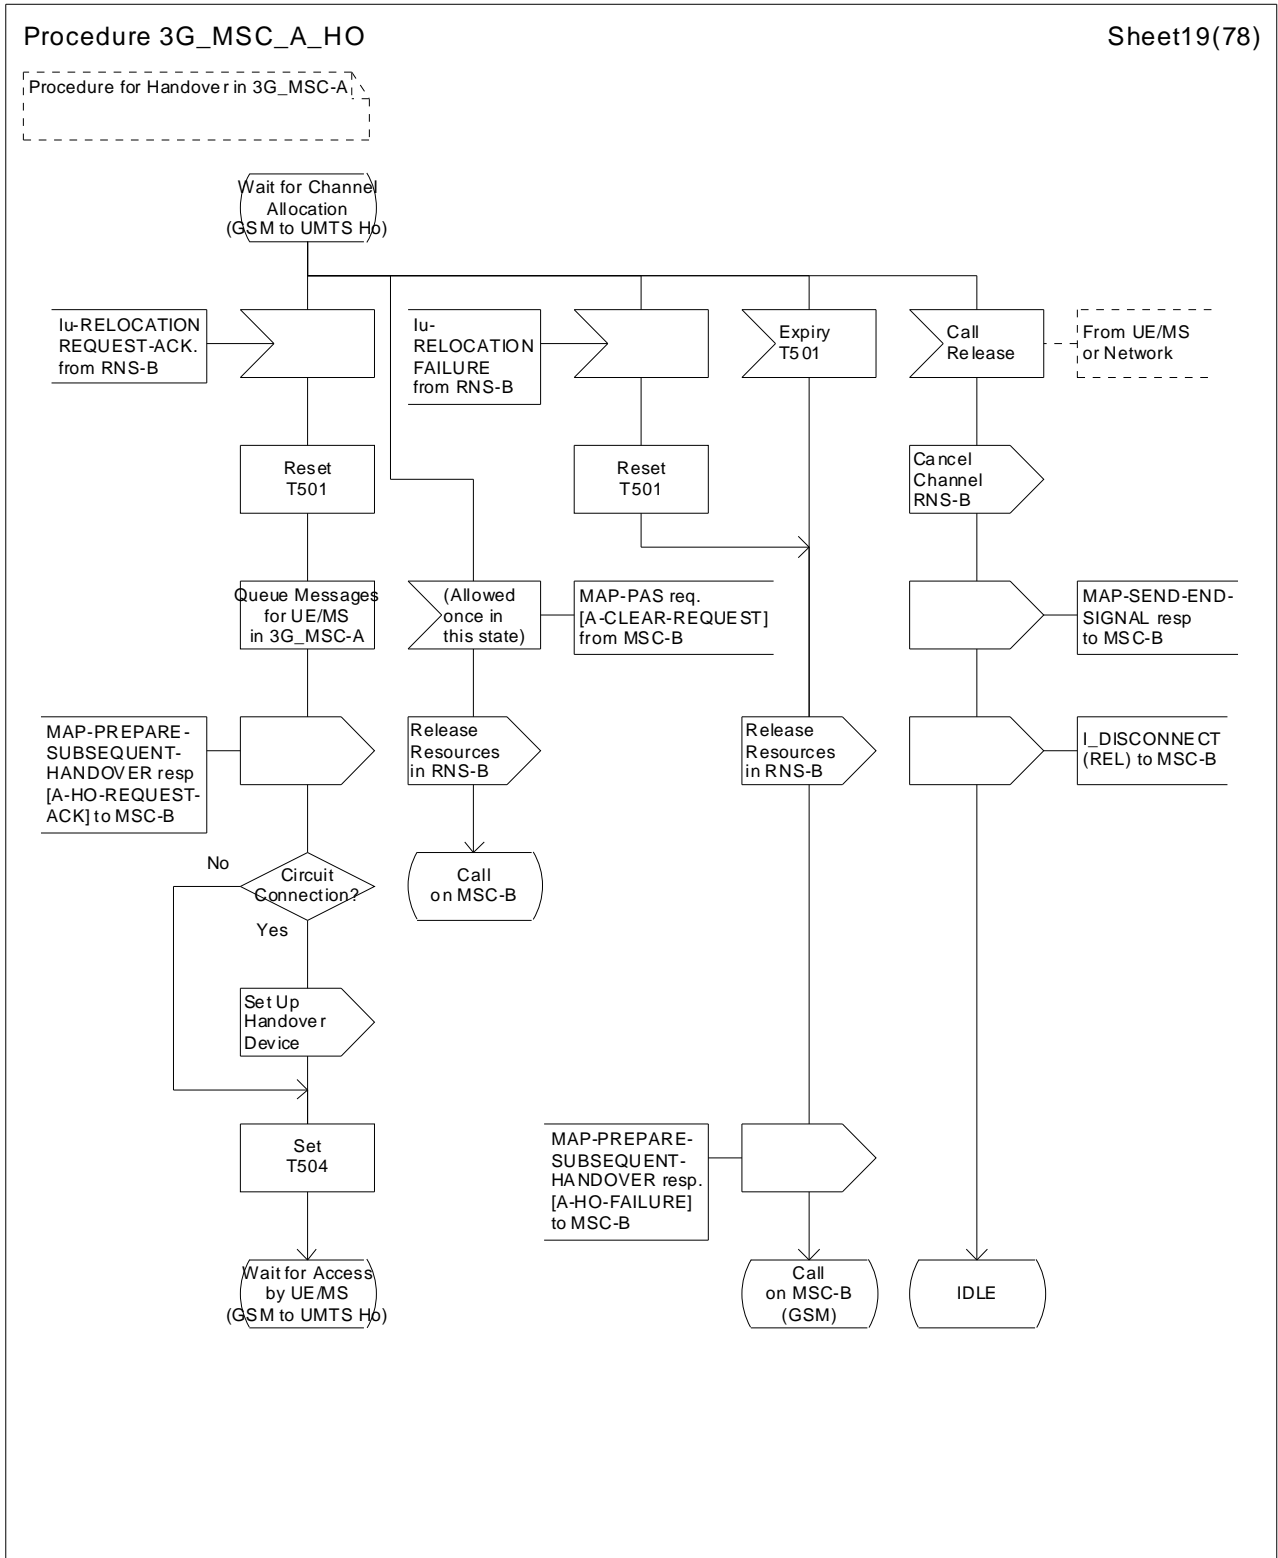 Procedure 3G_MSC_A_HO
Sheet19(78)
Procedure for Handover in 3G_MSC-A
Wait for Channel
Allocation
(GSM to UMTS Ho)
Iu-RELOCATION
REQUEST-ACK.
from RNS-B
Iu-
RELOCATION
FAILURE
from RNS-B
Expiry
T501
Call
Release
From UE/MS
or Network
Reset
T501
Reset
T501
Cancel
Channel
RNS-B
Queue Messages
for UE/MS
in 3G_MSC-A
(Allowed
once in
this state)
MAP-PAS req.
[A-CLEAR-REQUEST]
from MSC-B
MAP-SEND-END-
SIGNAL resp
to MSC-B
MAP-PREPARE-
SUBSEQUENT-
HANDOVER resp
[A-HO-REQUEST-
ACK] to MSC-B
Release
Resources
in RNS-B
Release
Resources
in RNS-B
I_DISCONNECT
(REL) to MSC-B
No
Circuit
Connection?
Yes
Call
on MSC-B
Set Up
Handover
Device
Set
T504
MAP-PREPARE-
SUBSEQUENT-
HANDOVER resp.
[A-HO-FAILURE]
to MSC-B
Wait for Access
by UE/MS
(GSM to UMTS Ho)
Call
on MSC-B
(GSM)
IDLE